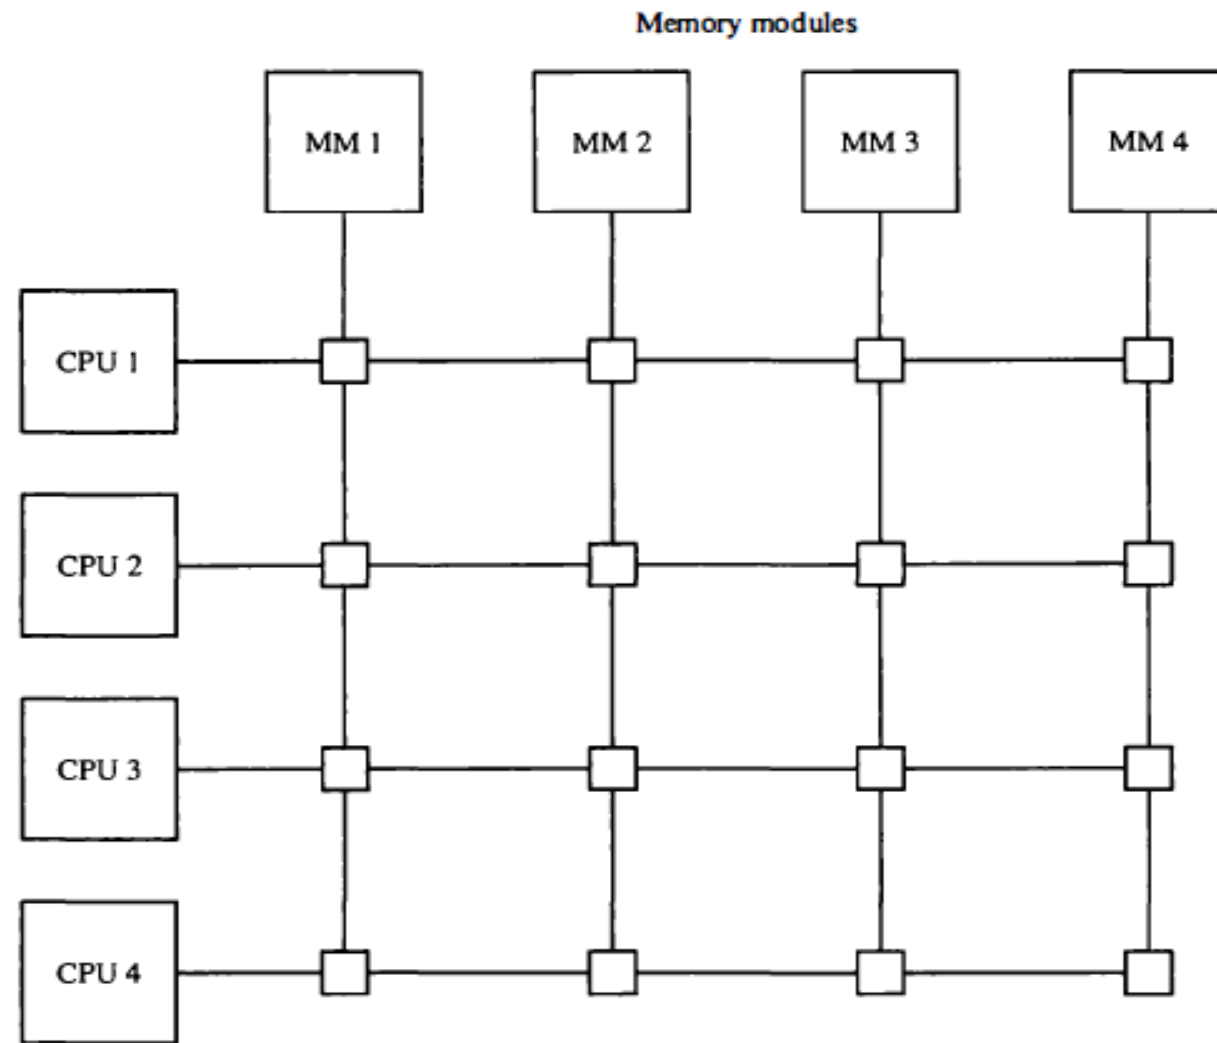 Memory modules
MM 1
MM 2
MM 3
MM 4
CPU 1
CPU 2
CPU 3
CPU 4